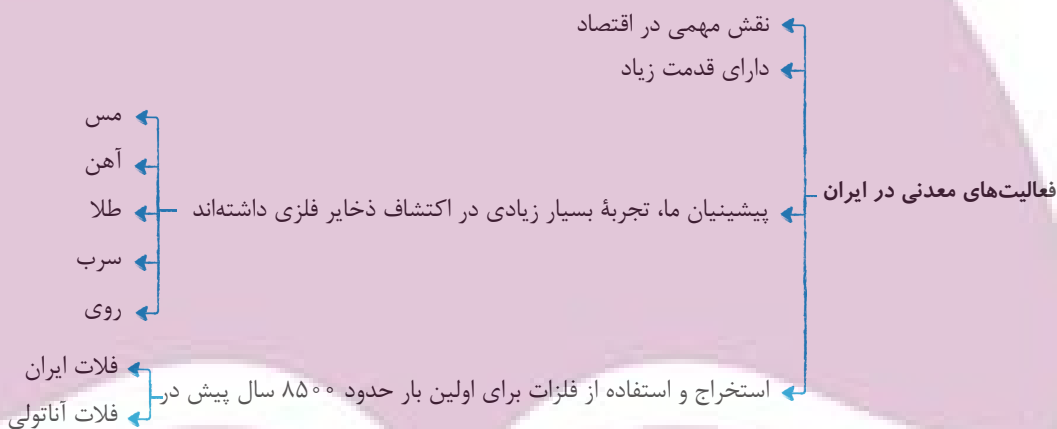 فعالیت‌های معدنی در ایران
نقش مهمی در اقتصاد
دارای قدمت زیاد
پیشینیان ما، تجربهٔ بسیار زیادی در اکتشاف ذخایر فلزی داشته‌اند
مس
آهن
طلا
سرب
روی
استخراج و استفاده از فلزات برای اولین بار حدود ۸۵۰۰ سال پیش در
فلات ایران
فلات آناتولی